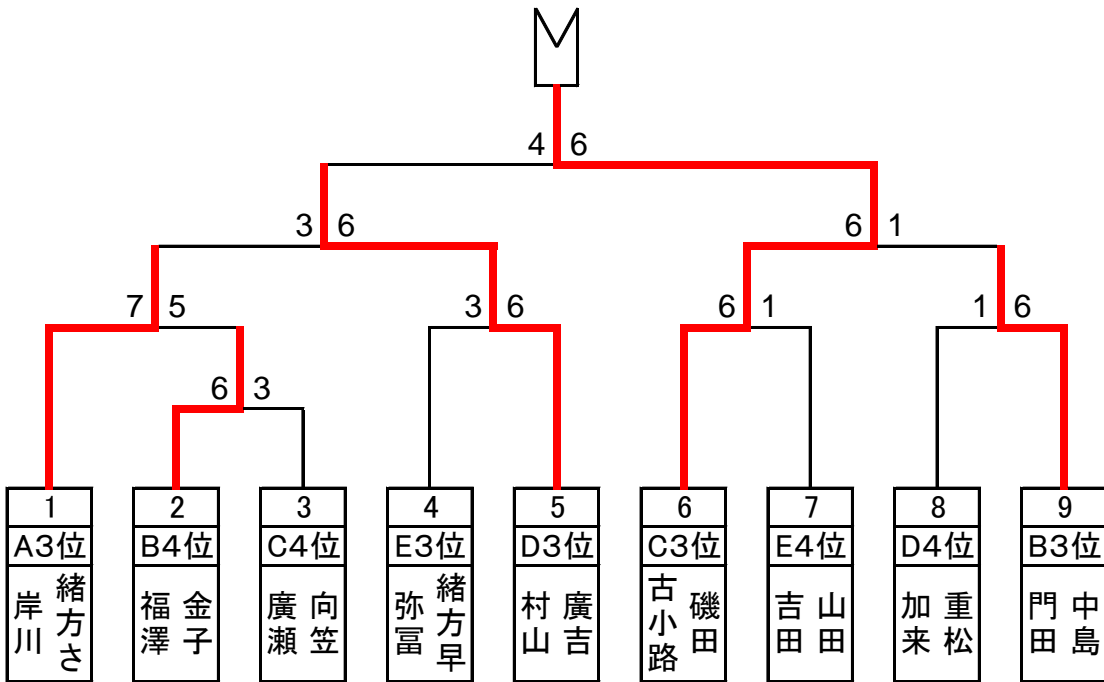 4 6
3 6
6 1
7 5
3 6
6 1
1 6
6 3
1 2 3 4 5 6 7 8 9
A3位 B4位 C4位 E3位 D3位 C3位 E4位 D4位 B3位
岸川 緒方さ
福澤 金子
廣瀬 向笠
弥冨 緒方早
村山 廣吉
古小路 磯田
吉田 山田
加来 重松
門田 中島